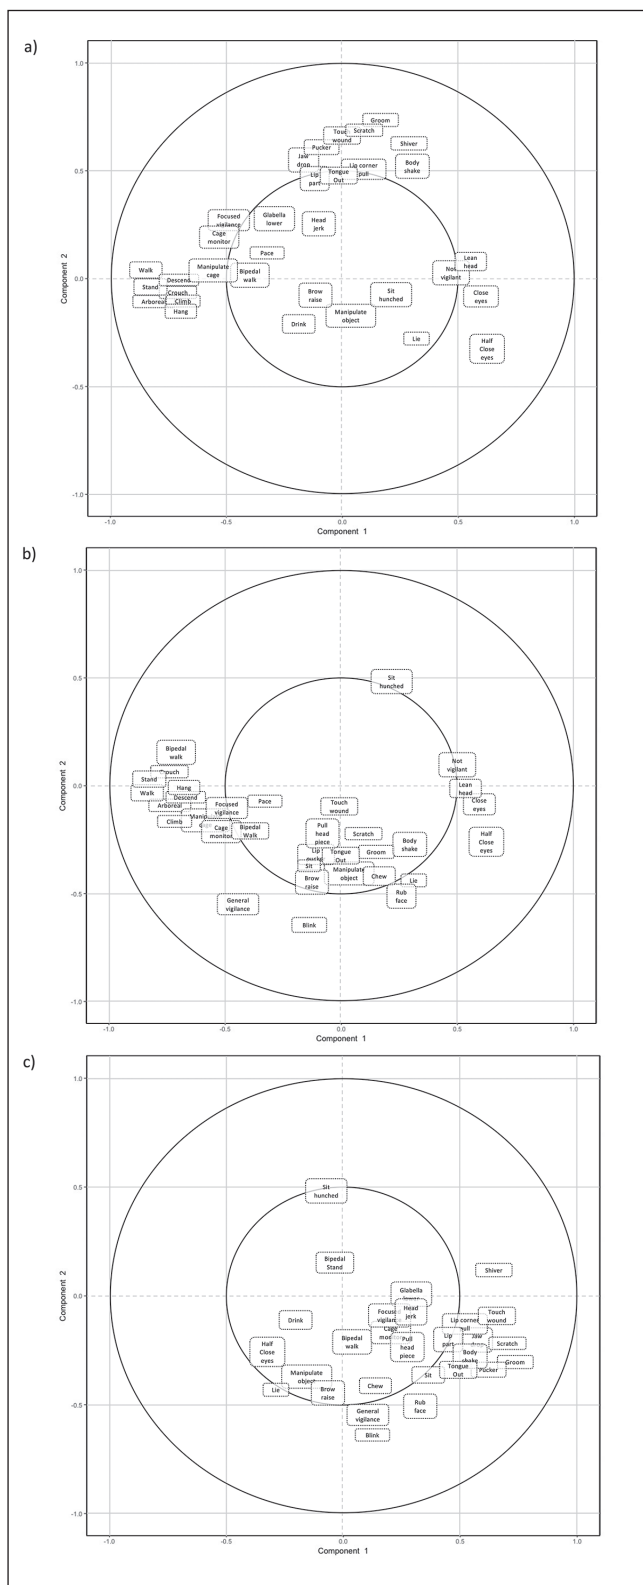 a)
1.0
Groom
Touch
wound
Scratch
Pucker
Shiver
Jaw
drop
Body
shake
0.5
Lip corner
pull
Tongue
Out
Lip
part
Focused
vigilance
Glabella
lower
Head
jerk
Cage
monitor
Pace
Lean
head
Component 2
Walk
Manipulate
cage
Bipedal
walk
Not
vigilant
0.0
Descend
Stand
Crouch
Close
eyes
Brow
raise
Sit
hunched
Arboreal
Climb
Hang
Manipulate
object
Drink
Lie
Half
Close
eyes
-0.5
-1.0
-1.0
-0.5
0.0
0.5
1.0
Component 1
b)
1.0
0.5
Sit
hunched
Bipedal
walk
Crouch
Not
vigilant
Component 2
Stand
0.0
Hang
Lean
head
Walk
Descend
Pace
Close
eyes
Arboreal
Focused
vigilance
Touch
wound
Climb
Cage
monitor
Bipedal
Walk
Pull
head
piece
Scratch
Half
Close
eyes
Body
shake
Lip
Tongue
Out
Groom
Sit
Manipulate
object
Chew
Brow
raise
Lie
Rub
face
-0.5
General
vigilance
Blink
-1.0
-1.0
-0.5
0.0
0.5
1.0
Component 1
c)
1.0
0.5
Sit
hunched
Bipedal
Stand
Shiver
Component 2
0.0
Glabella
lower
Focused
vigilance
Head
jerk
Drink
Touch
wound
Lip corner
pull
Cage
monitor
Bipedal
walk
Pull
head
piece
Lip
part
Jaw
Scratch
Half
Close
eyes
Body
shake
Groom
Tongue
Out
Pucker
Manipulate
object
Sit
Lie
Brow
raise
Chew
-0.5
General
vigilance
Rub
face
Blink
-1.0
-1.0
-0.5
0.0
0.5
1.0
Component 1